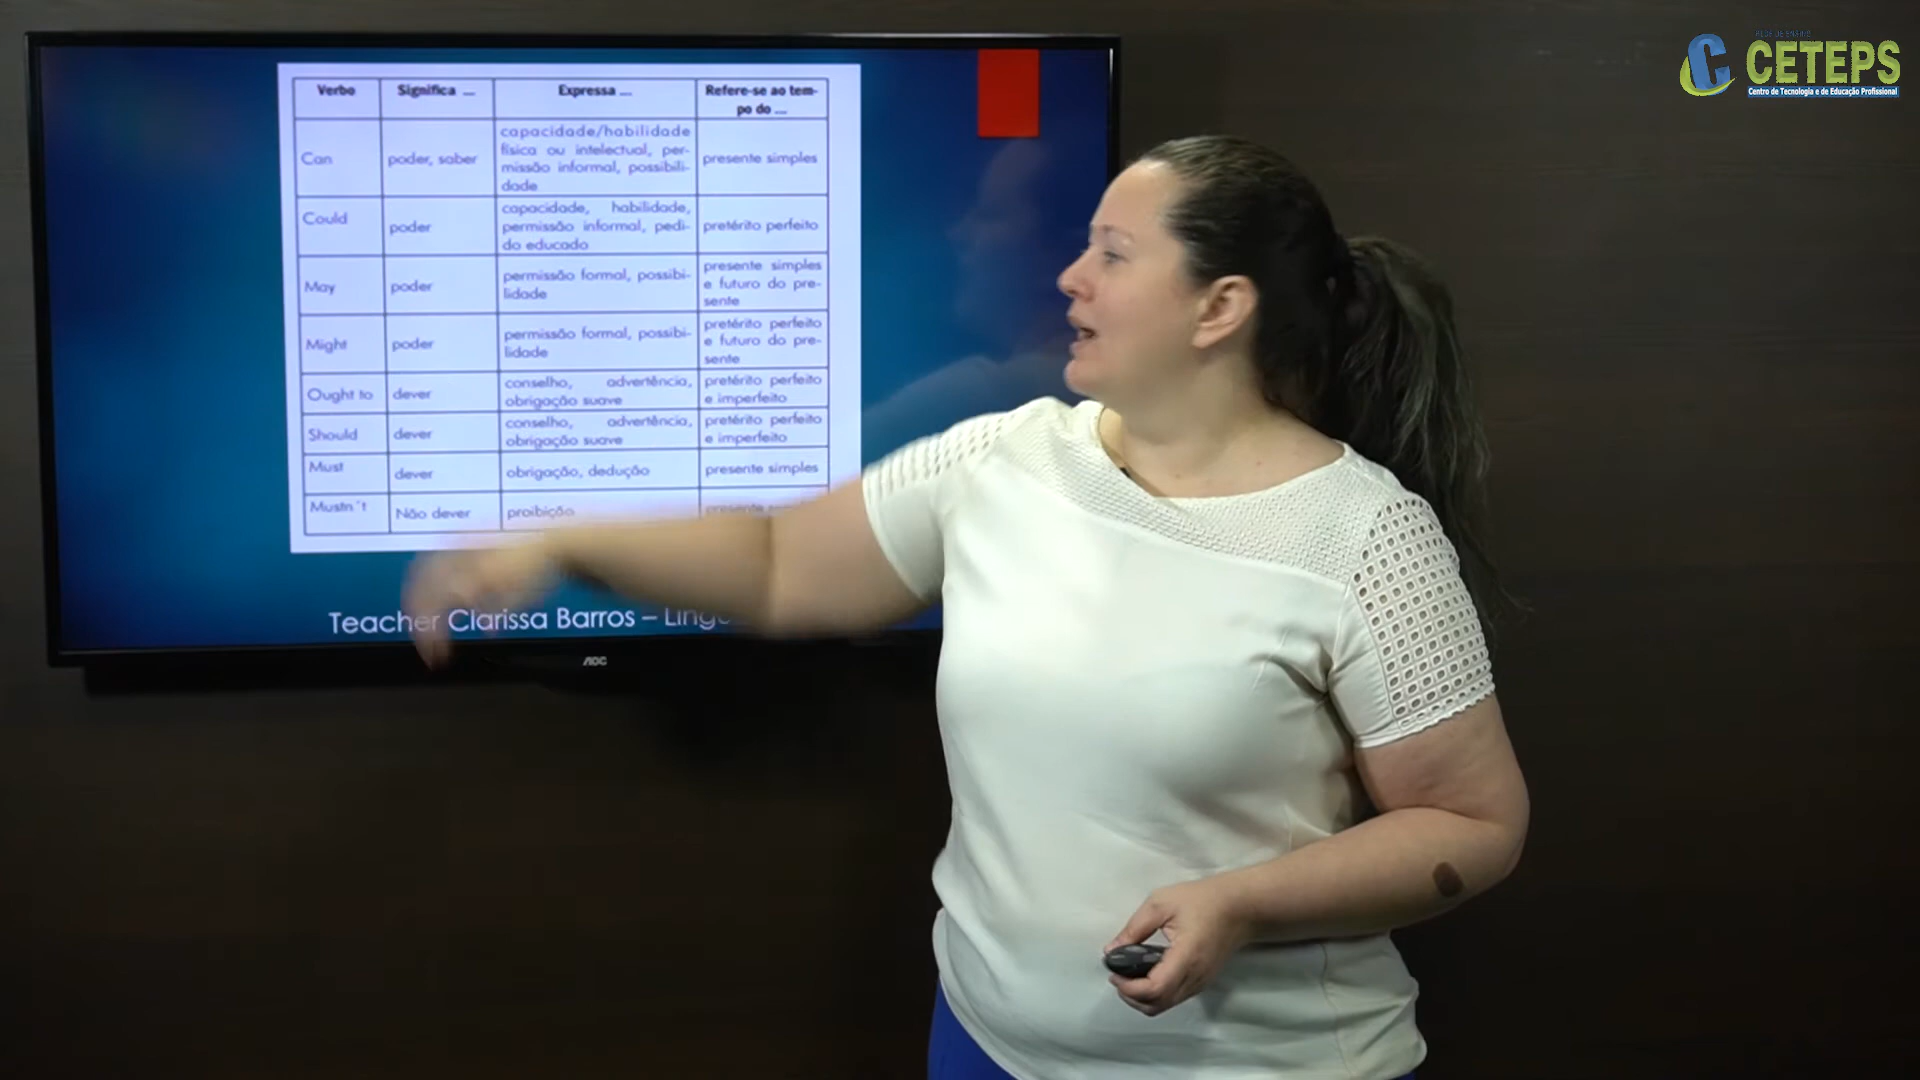 REDE DE ENSINO
CETEPS
Centro de Tecnologia e de Educação Profissional
Verbo
Significa ...
Expressa ...
Refere-se ao tem-
po do ...
Can
poder, saber
capacidade/habilidade
física ou intelectual, per-
missão informal, possibili-
dade
presente simples
Could
poder
capacidade, habilidade,
permissão informal, pedi-
do educado
pretérito perfeito
May
poder
permissão formal, possibi-
lidade
presente simples
e futuro do pre-
sente
Might
poder
permissão formal, possibi-
lidade
pretérito perfeito
e futuro do pre-
sente
Ought to
dever
conselho, advertência,
obrigação suave
pretérito perfeito
e imperfeito
Should
dever
conselho, advertência,
obrigação suave
pretérito perfeito
e imperfeito
Must
dever
obrigação, dedução
presente simples
Mustn´t
Não dever
proibição
presente
Teacher Clarissa Barros –
AOC